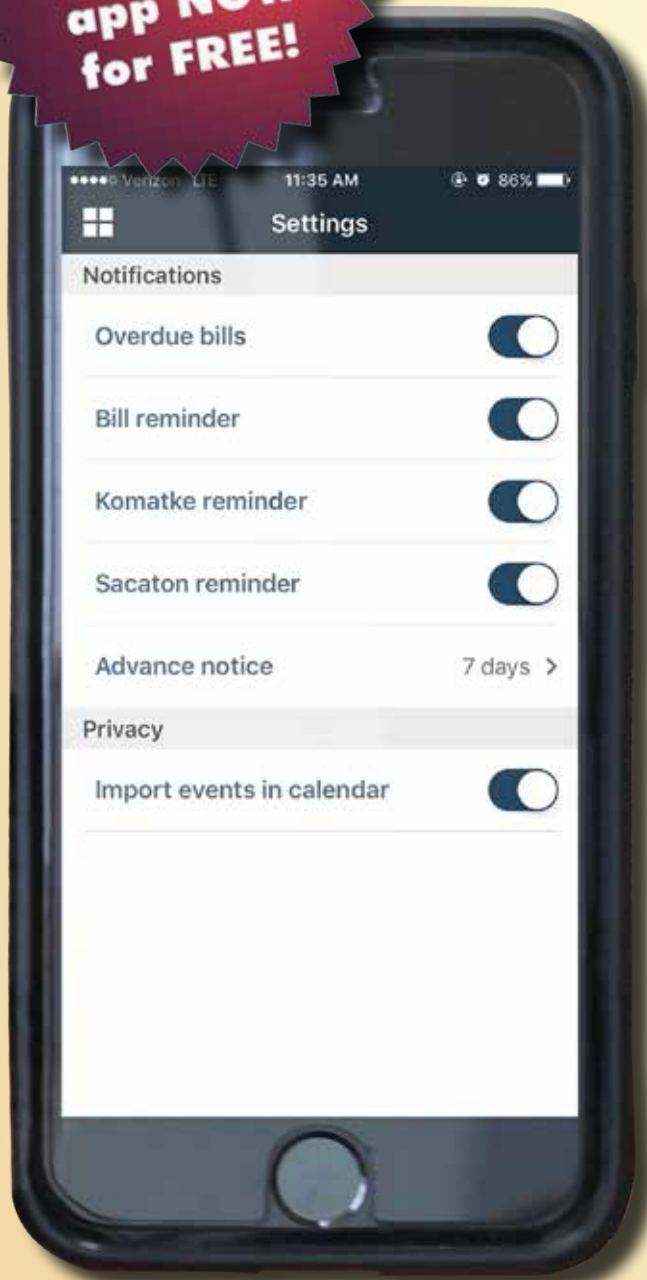 app NOW
for FREE!
Verizon LTE 11:35 AM 86%
Settings
Notifications
Overdue bills
Bill reminder
Komatke reminder
Sacaton reminder
Advance notice 7 days >
Privacy
Import events in calendar